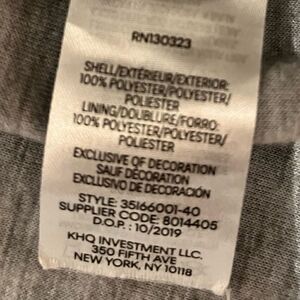 RN130323
SHELL/EXTÉRIEUR/EXTERIOR:
100% POLYESTER/POLYESTER/
POLIESTER
LINING/DOUBLURE/FORRO:
100% POLYESTER/POLYESTER/
POLIESTER
EXCLUSIVE OF DECORATION
SAUF DÉCORATION
EXCLUSIVO DE DECORACIÓN
STYLE: 35166001-40
SUPPLIER CODE: 8014405
D.O.P. : 10/2019
KHQ INVESTMENT LLC.
350 FIFTH AVE
NEW YORK, NY 10118